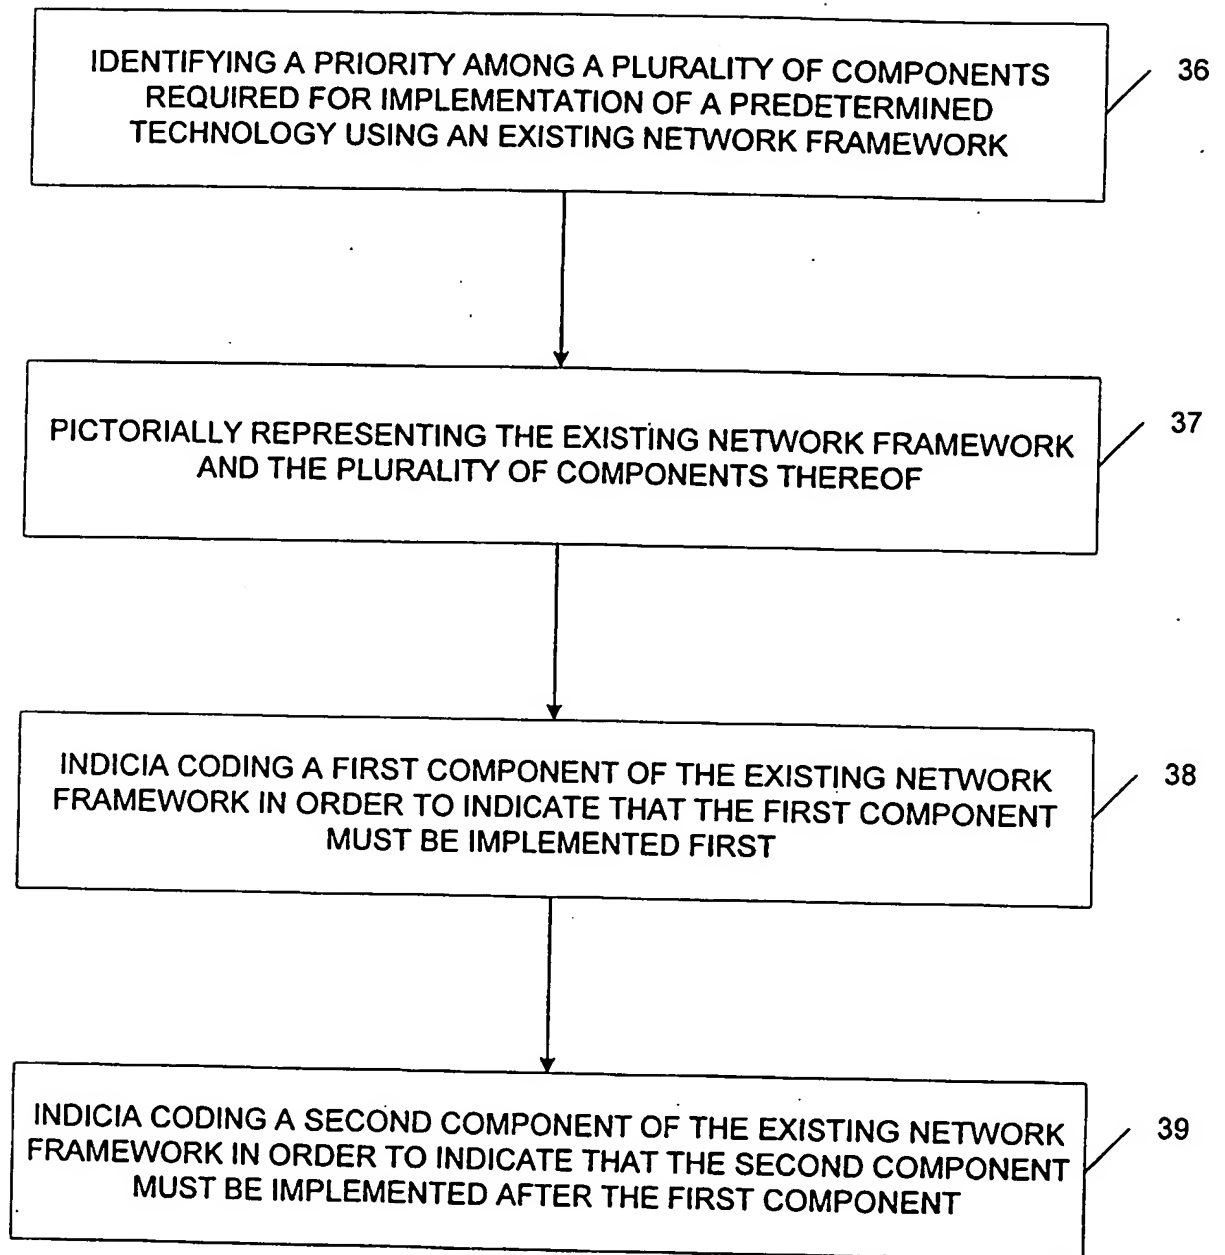 IDENTIFYING A PRIORITY AMONG A PLURALITY OF COMPONENTS
REQUIRED FOR IMPLEMENTATION OF A PREDETERMINED
TECHNOLOGY USING AN EXISTING NETWORK FRAMEWORK
36
PICTORIALLY REPRESENTING THE EXISTING NETWORK FRAMEWORK
AND THE PLURALITY OF COMPONENTS THEREOF
37
INDICIA CODING A FIRST COMPONENT OF THE EXISTING NETWORK
FRAMEWORK IN ORDER TO INDICATE THAT THE FIRST COMPONENT
MUST BE IMPLEMENTED FIRST
38
INDICIA CODING A SECOND COMPONENT OF THE EXISTING NETWORK
FRAMEWORK IN ORDER TO INDICATE THAT THE SECOND COMPONENT
MUST BE IMPLEMENTED AFTER THE FIRST COMPONENT
39